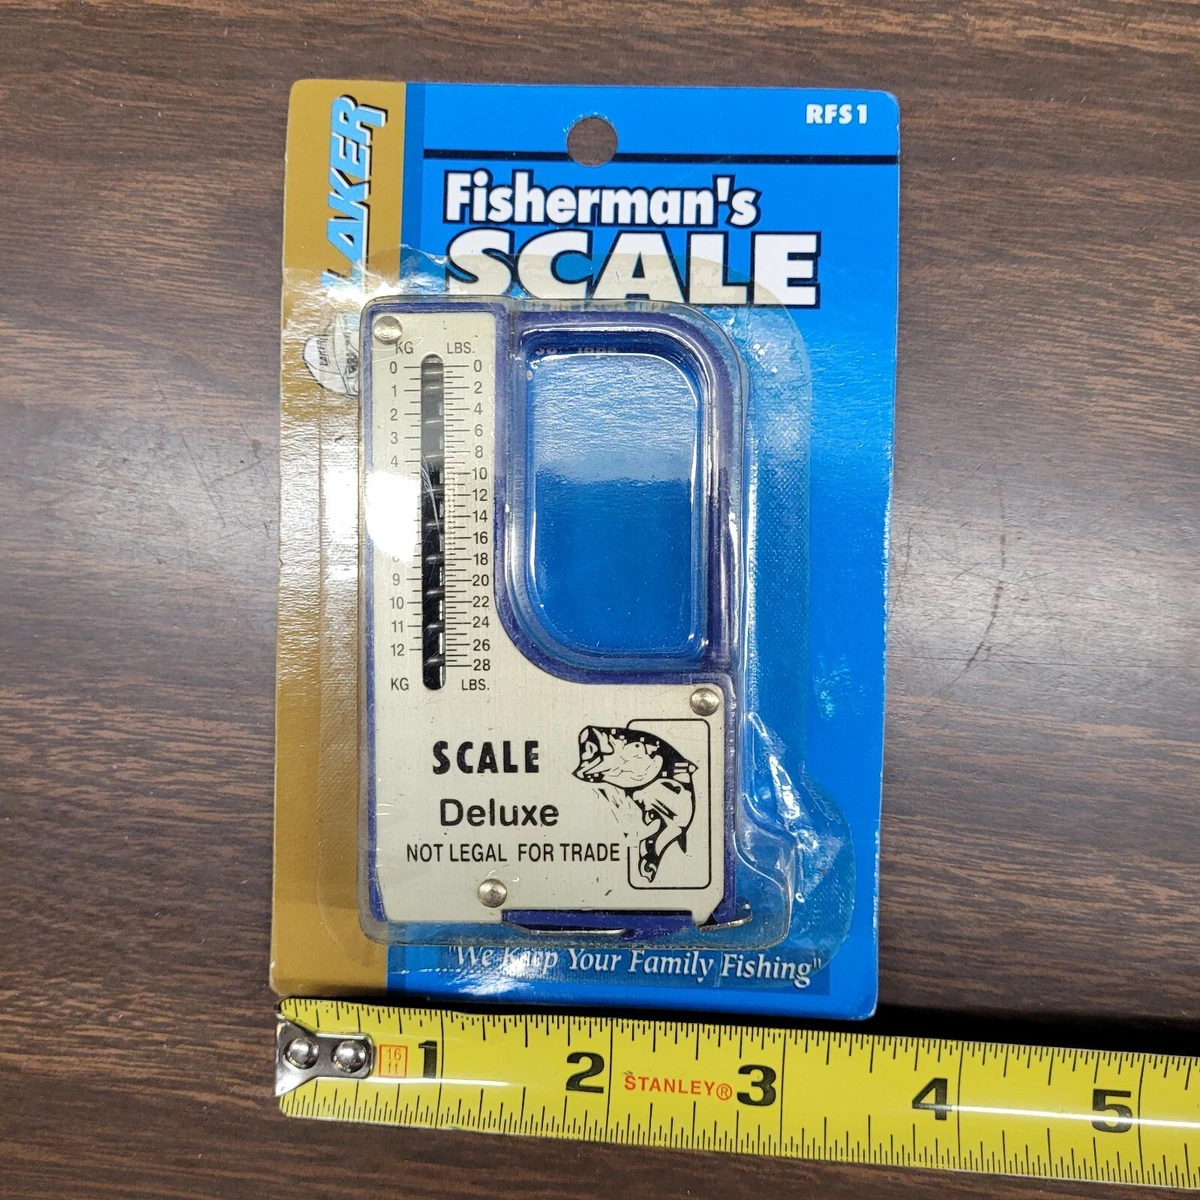 LAKER
RFS1
Fisherman's
SCALE
KG LBS.
0 0
1 2
2 4
3 6
4 8
10
12
14
16
18
9 20
10 22
11 24
12 26
28
KG LBS.
SCALE
Deluxe
NOT LEGAL FOR TRADE
"We Keep Your Family Fishing"
16 ft 1 2 STANLEY® 3 4 5